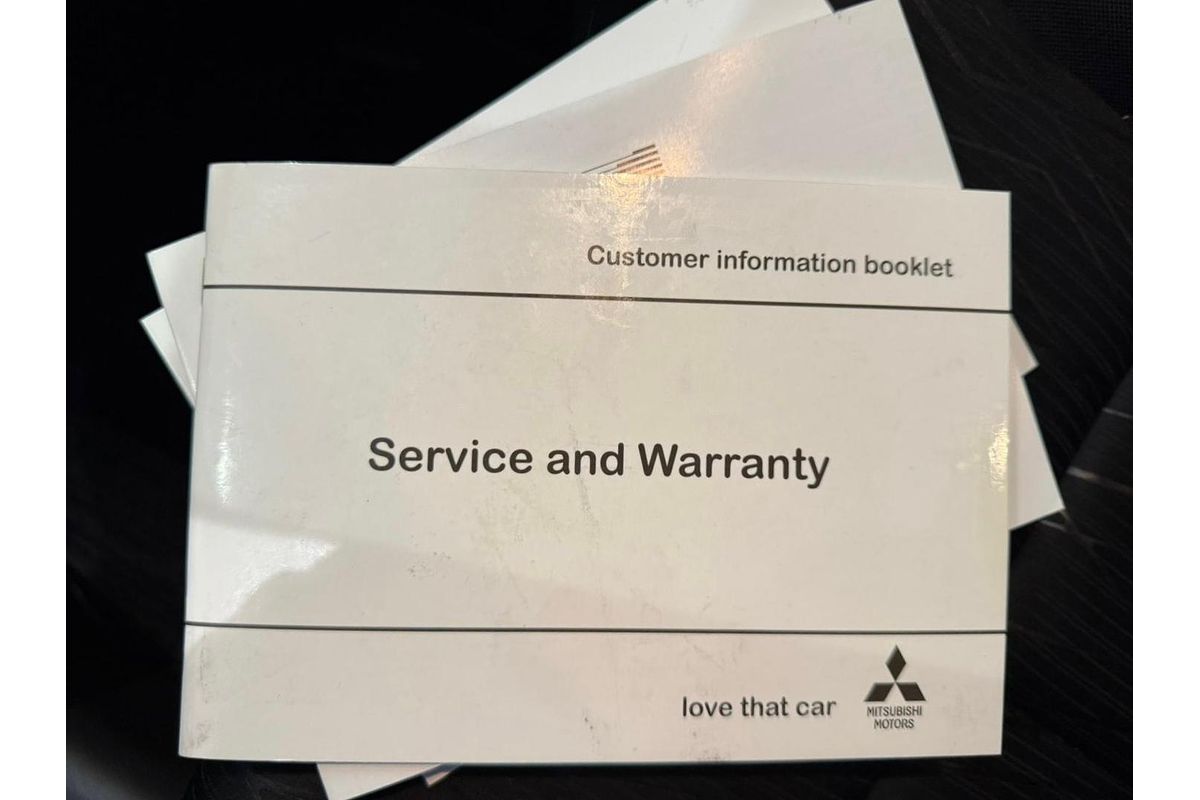 Customer information booklet
Service and Warranty
love that car
MITSUBISHI
MOTORS